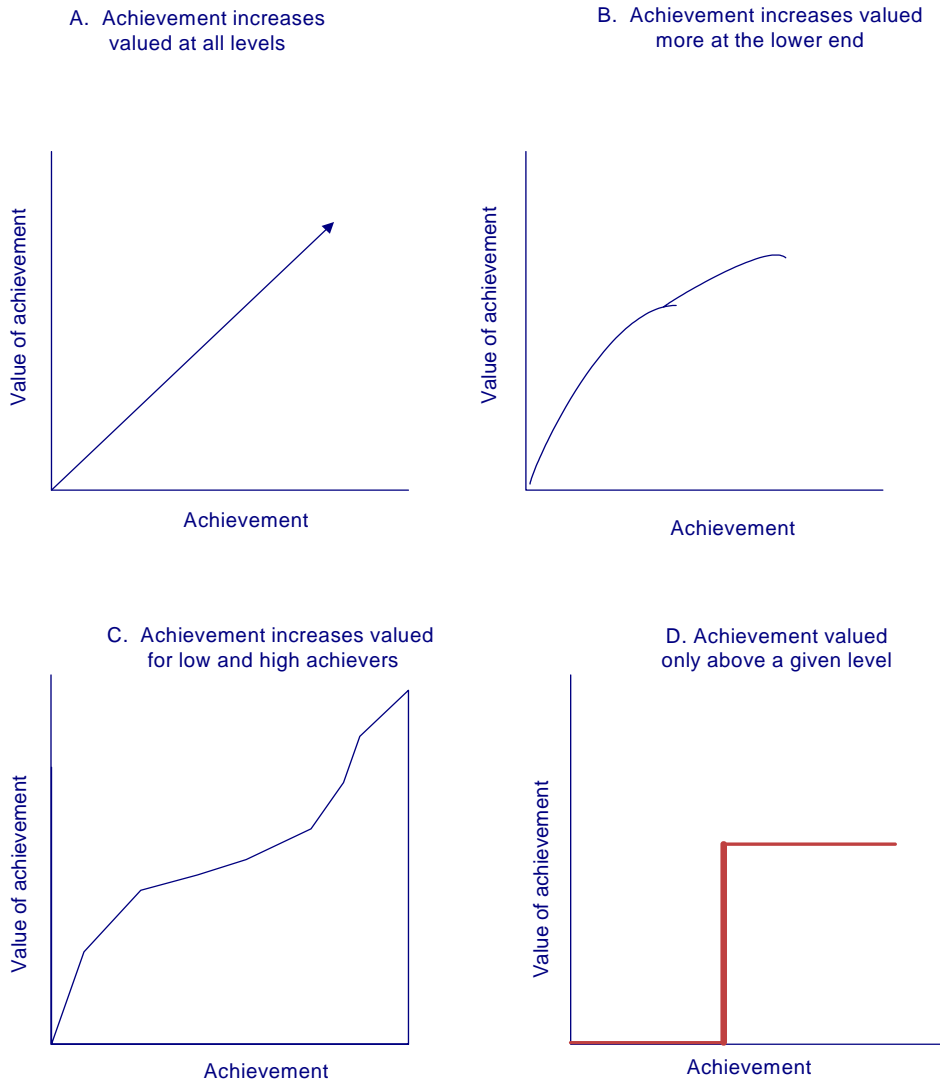 A. Achievement increases
valued at all levels
B. Achievement increases valued
more at the lower end
Value of achievement
Achievement
Value of achievement
Achievement
C. Achievement increases valued
for low and high achievers
D. Achievement valued
only above a given level
Value of achievement
Achievement
Value of achievement
Achievement